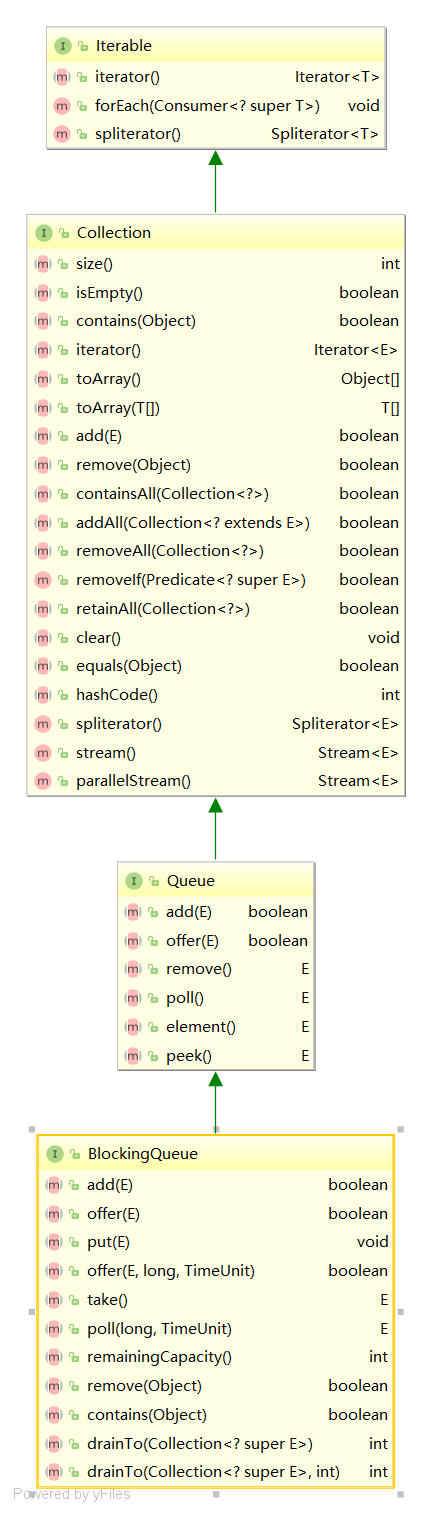 Iterable
iterator() Iterator<T>
forEach(Consumer<? super T>) void
spliterator() Spliterator<T>
Collection
size() int
isEmpty() boolean
contains(Object) boolean
iterator() Iterator<E>
toArray() Object[]
toArray(T[]) T[]
add(E) boolean
remove(Object) boolean
containsAll(Collection<?>) boolean
addAll(Collection<? extends E>) boolean
removeAll(Collection<?>) boolean
removeIf(Predicate<? super E>) boolean
retainAll(Collection<?>) boolean
clear() void
equals(Object) boolean
hashCode() int
spliterator() Spliterator<E>
stream() Stream<E>
parallelStream() Stream<E>
Queue
add(E) boolean
offer(E) boolean
remove() E
poll() E
element() E
peek() E
BlockingQueue
add(E) boolean
offer(E) boolean
put(E) void
offer(E, long, TimeUnit) boolean
take() E
poll(long, TimeUnit) E
remainingCapacity() int
remove(Object) boolean
contains(Object) boolean
drainTo(Collection<? super E>) int
drainTo(Collection<? super E>, int) int
Powered by yFiles